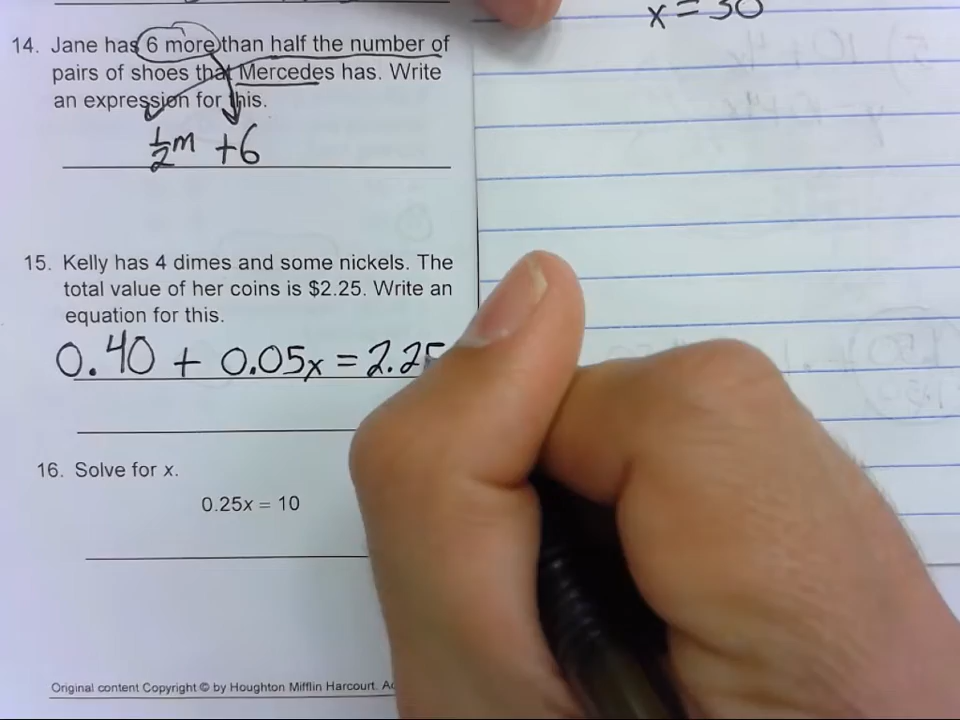 x = 30
14. Jane has 6 more than half the number of
pairs of shoes that Mercedes has. Write
an expression for this.
1/2 m + 6
15. Kelly has 4 dimes and some nickels. The
total value of her coins is $2.25. Write an
equation for this.
0.40 + 0.05x = 2.25
16. Solve for x.
0.25x = 10
Original content Copyright © by Houghton Mifflin Harcourt.